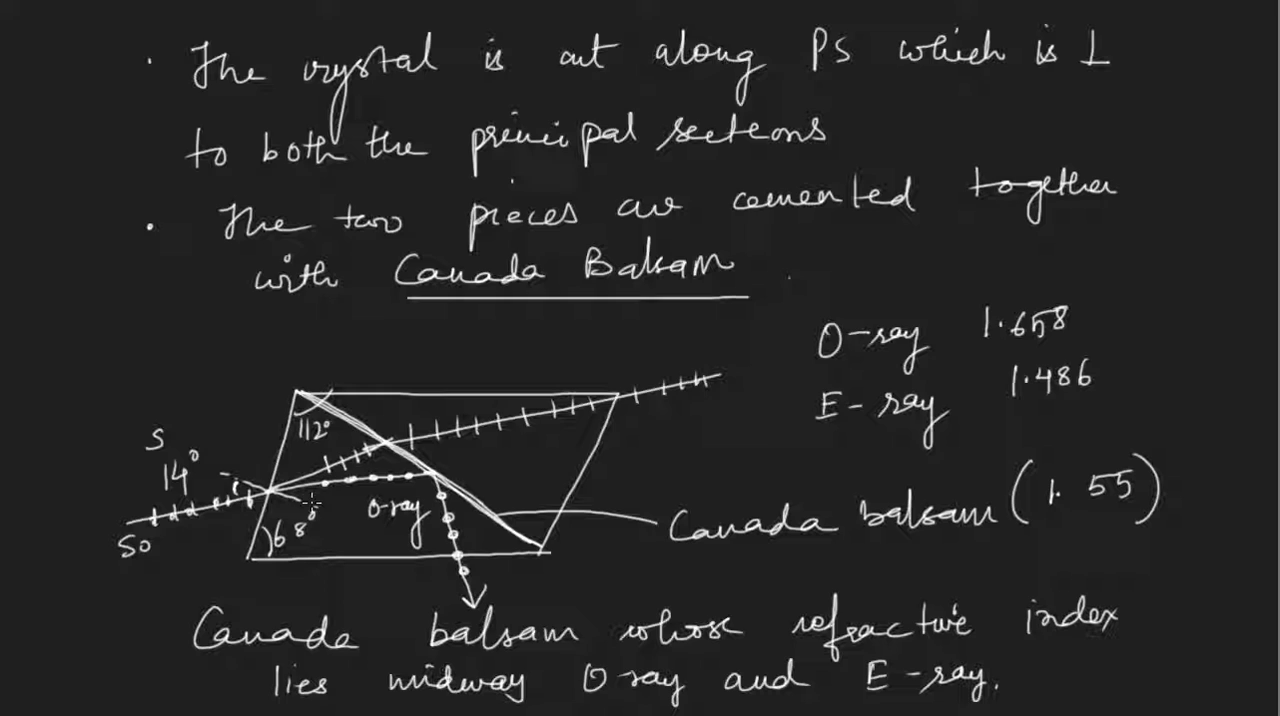 . The crystal is cut along PS which is ⊥
to both the principal sections
. The two pieces are cemented together
with Canada Balsam
O-ray 1.658
E-ray 1.486
112°
S
14°
O-ray
68°
So
Canada balsam (1.55)
Canada balsam whose refractive index
lies midway O-ray and E-ray.